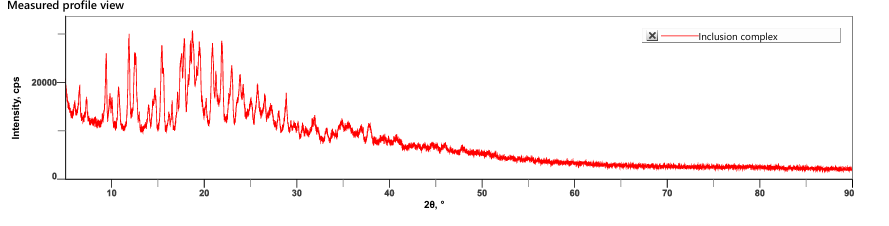 Measured profile view
Inclusion complex
Intensity, cps
20000
0
10 20 30 40 50 60 70 80 90
2θ, °